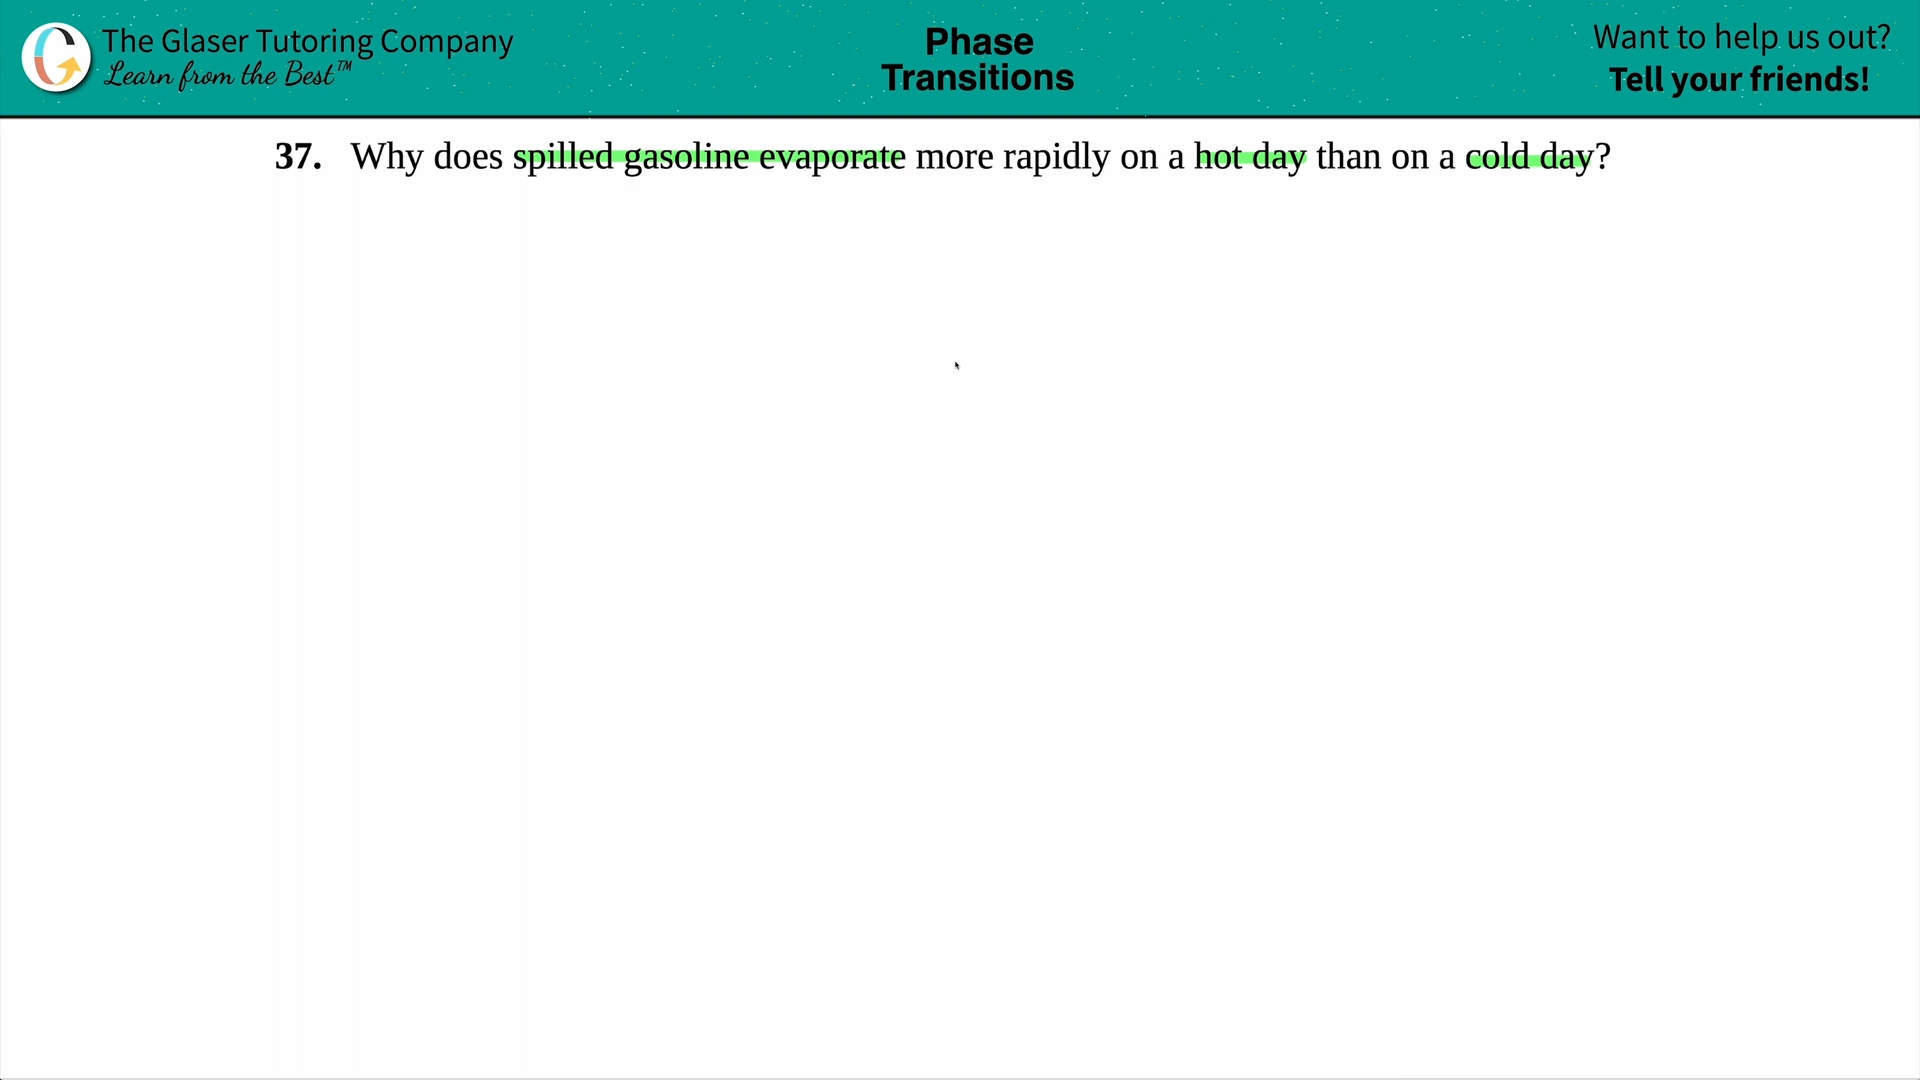 The Glaser Tutoring Company
Learn from the Best™
Phase
Transitions
Want to help us out?
Tell your friends!
37. Why does spilled gasoline evaporate more rapidly on a hot day than on a cold day?